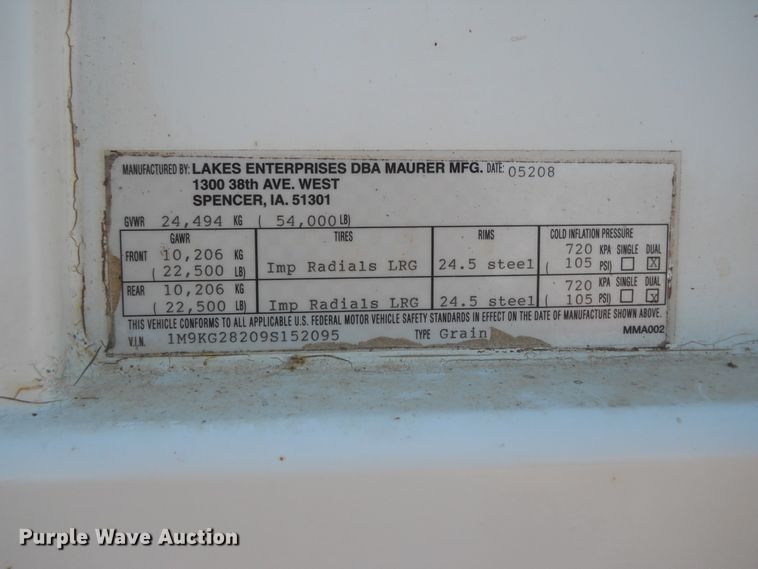 MANUFACTURED BY: LAKES ENTERPRISES DBA MAURER MFG. DATE: 05208
1300 38th AVE. WEST
SPENCER, IA. 51301
GVWR 24,494 KG ( 54,000 LB)
GAWR TIRES RIMS COLD INFLATION PRESSURE
FRONT 10,206 KG 720 KPA SINGLE DUAL
( 22,500 LB) Imp Radials LRG 24.5 steel ( 105 PSI) X
REAR 10,206 KG 720 KPA SINGLE DUAL
( 22,500 LB) Imp Radials LRG 24.5 steel ( 105 PSI) X
THIS VEHICLE CONFORMS TO ALL APPLICABLE U.S. FEDERAL MOTOR VEHICLE SAFETY STANDARDS IN EFFECT ON THE DATE OF MANUFACTURE SHOWN ABOVE.
V.I.N. 1M9KG28209S152095 TYPE Grain MMA002
Purple Wave Auction